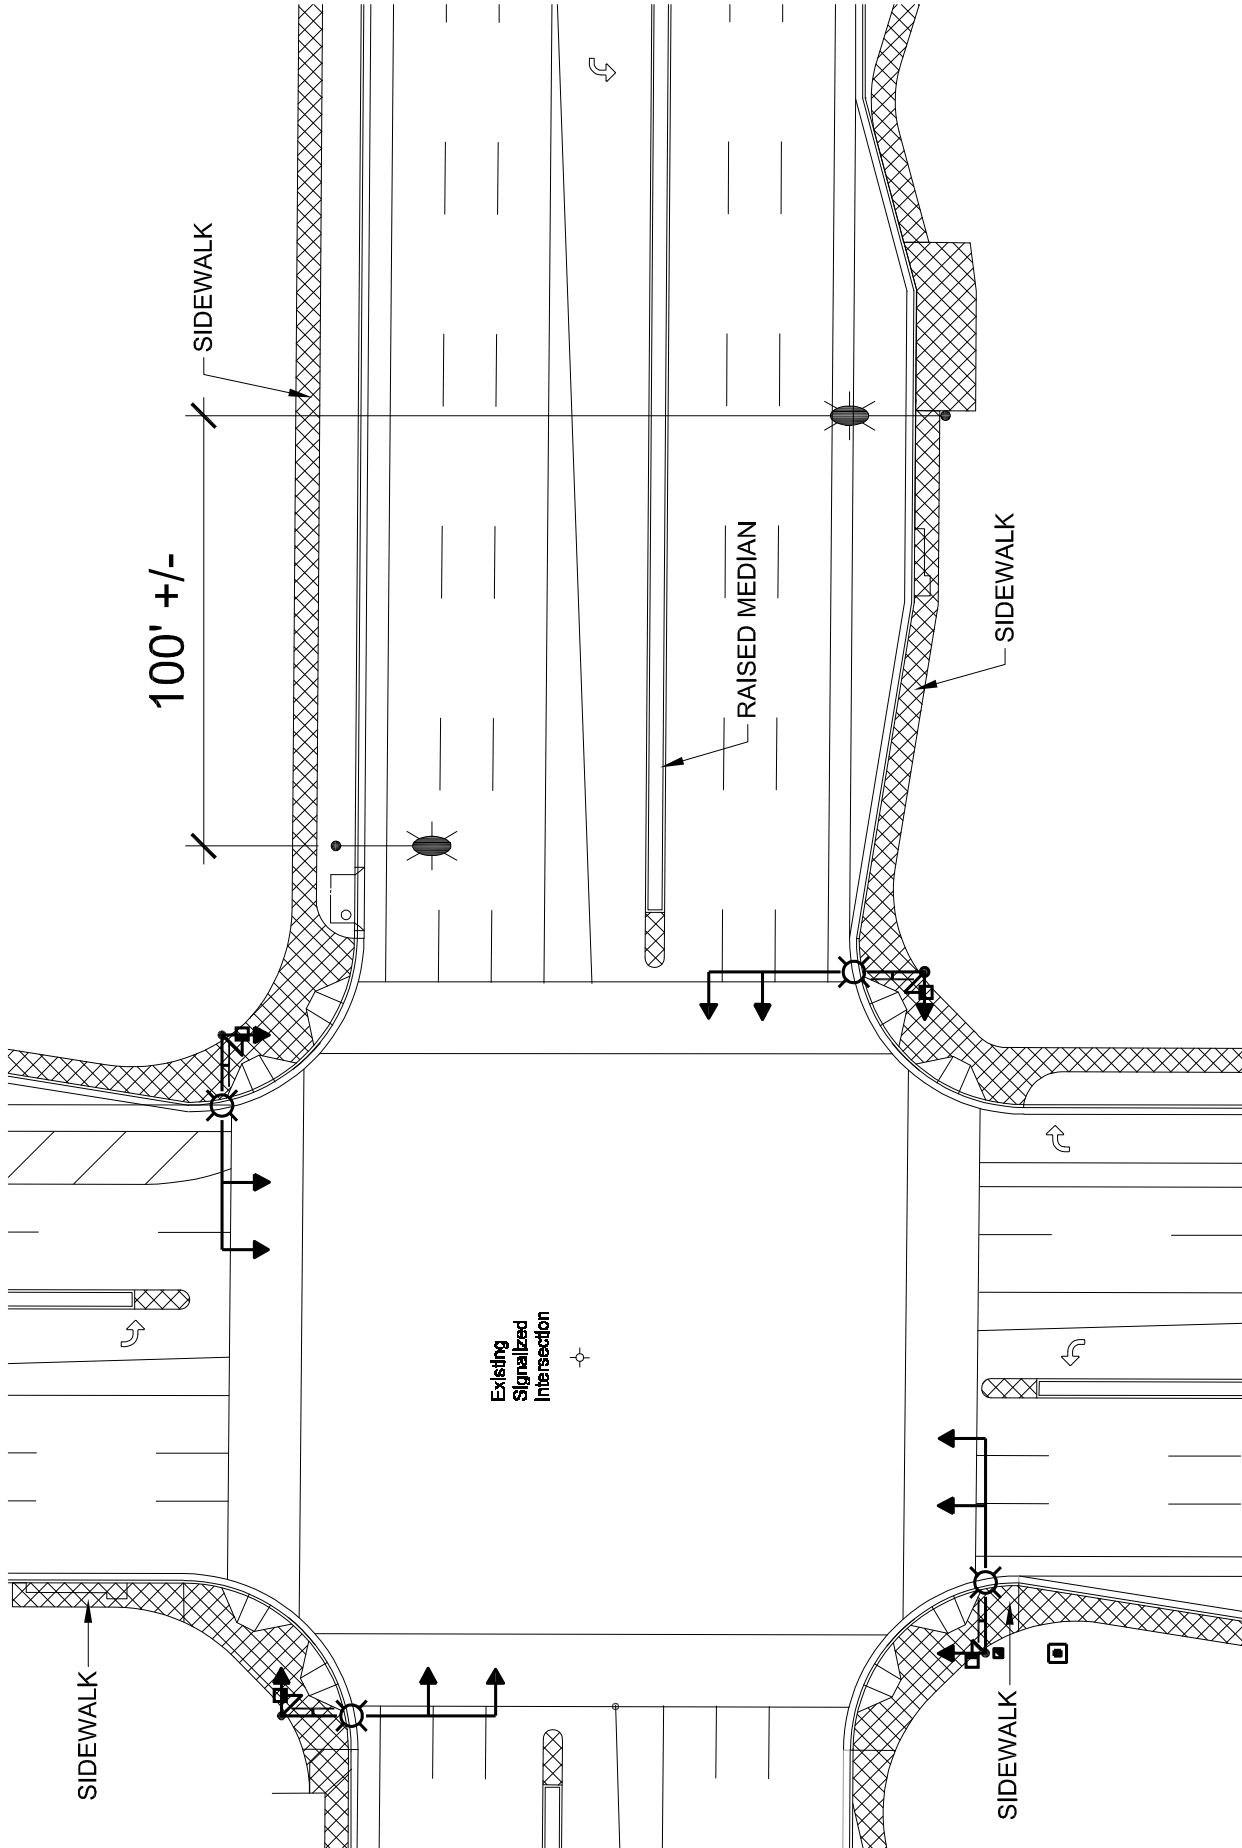 SIDEWALK
100' +/-
RAISED MEDIAN
SIDEWALK
Existing
Signalized
Intersection
SIDEWALK
SIDEWALK